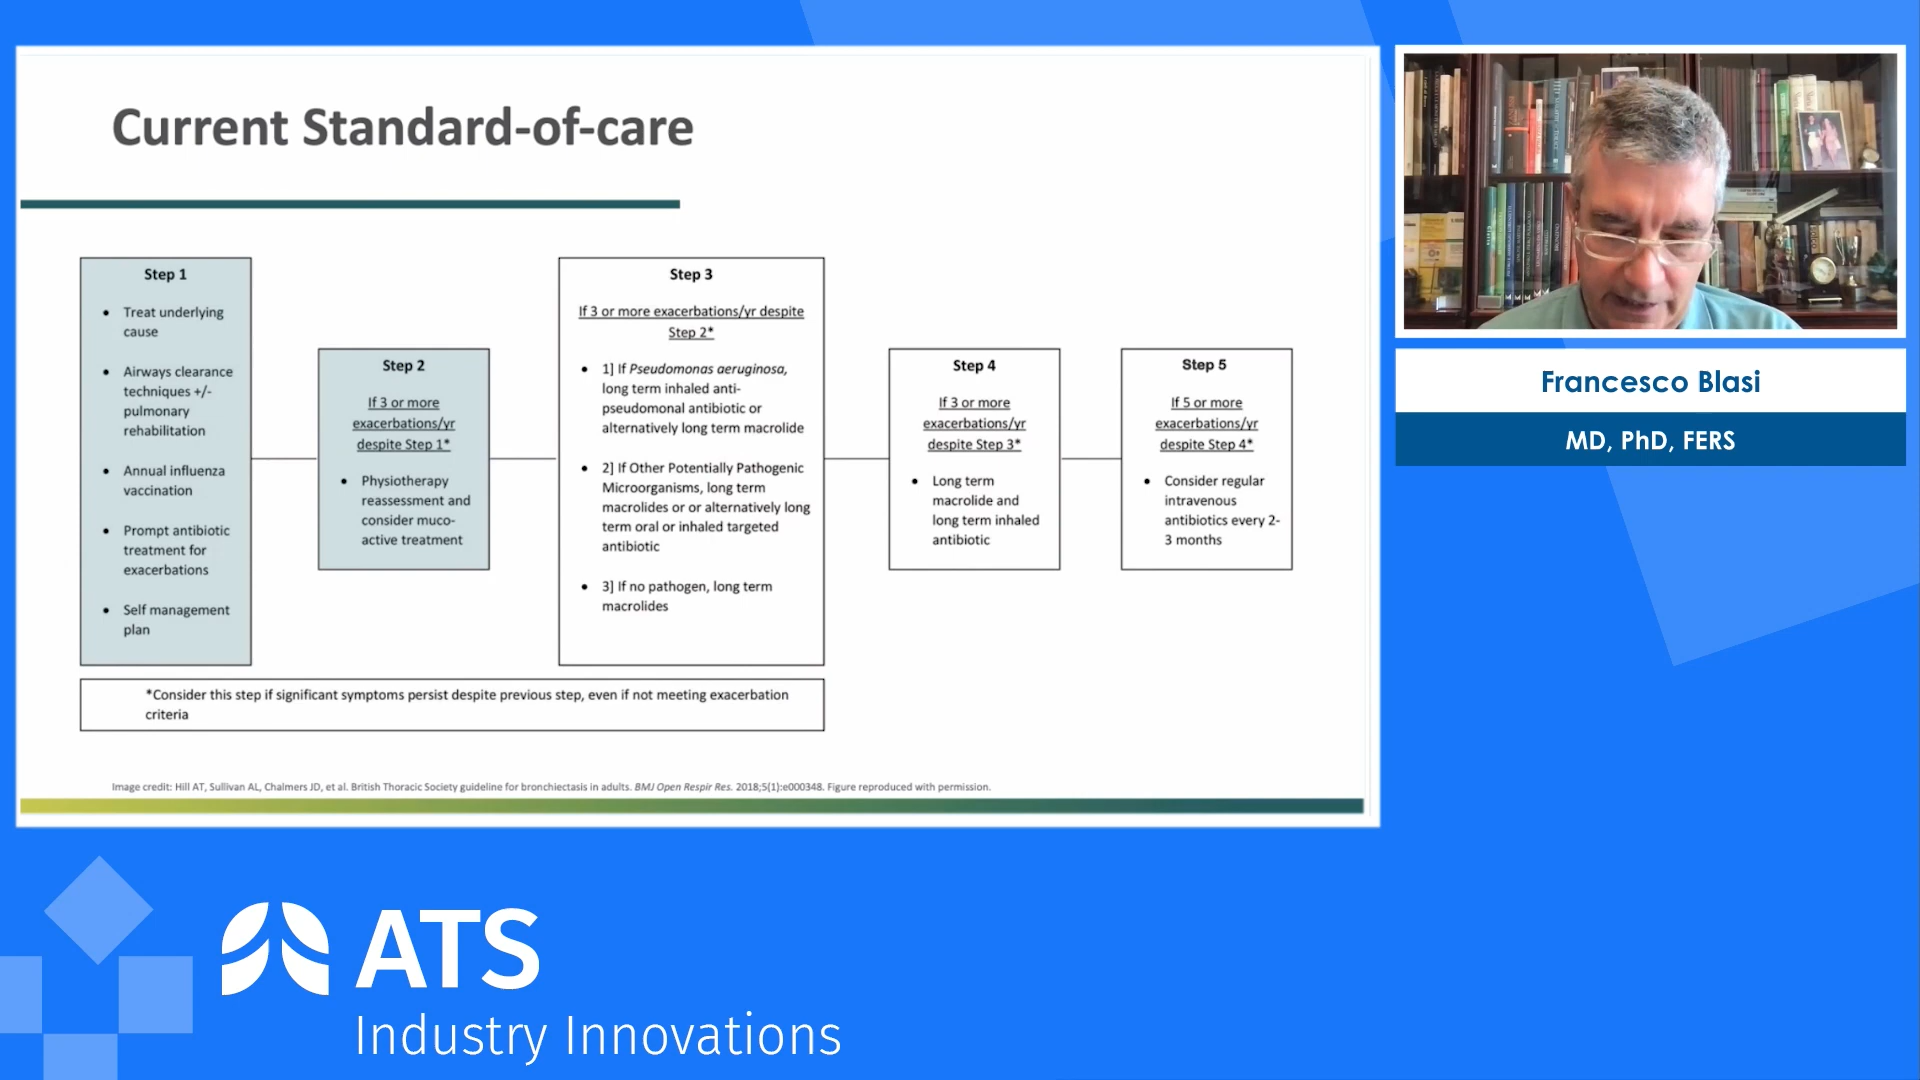 Current Standard-of-care
Step 1
• Treat underlying
cause
• Airways clearance
techniques +/-
pulmonary
rehabilitation
• Annual influenza
vaccination
• Prompt antibiotic
treatment for
exacerbations
• Self management
plan
Step 2
If 3 or more
exacerbations/yr
despite Step 1*
• Physiotherapy
reassessment and
consider muco-
active treatment
Step 3
If 3 or more exacerbations/yr despite
Step 2*
• 1] If Pseudomonas aeruginosa,
long term inhaled anti-
pseudomonal antibiotic or
alternatively long term macrolide
• 2] If Other Potentially Pathogenic
Microorganisms, long term
macrolides or or alternatively long
term oral or inhaled targeted
antibiotic
• 3] If no pathogen, long term
macrolides
Step 4
If 3 or more
exacerbations/yr
despite Step 3*
• Long term
macrolide and
long term inhaled
antibiotic
Step 5
If 5 or more
exacerbations/yr
despite Step 4*
• Consider regular
intravenous
antibiotics every 2-
3 months
*Consider this step if significant symptoms persist despite previous step, even if not meeting exacerbation
criteria
Image credit: Hill AT, Sullivan AL, Chalmers JD, et al. British Thoracic Society guideline for bronchiectasis in adults. BMJ Open Respir Res. 2018;5(1):e000348. Figure reproduced with permission.
Francesco Blasi
MD, PhD, FERS
ATS
Industry Innovations